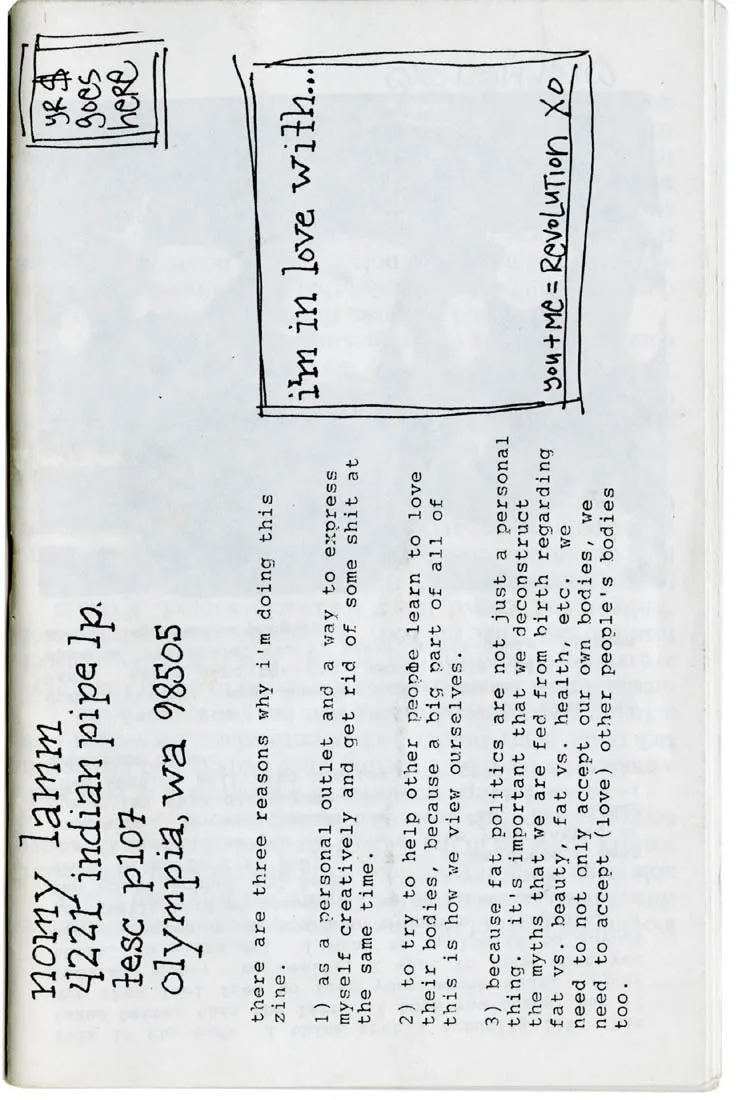 nomy lamm
4221 indian pipe lp.
tesc p107
olympia, wa 98505
yr $
goes
here
there are three reasons why i'm doing this
zine.
1) as a personal outlet and a way to express
myself creatively and get rid of some shit at
the same time.
2) to try to help other people learn to love
their bodies, because a big part of all of
this is how we view ourselves.
3) because fat politics are not just a personal
thing. it's important that we deconstruct
the myths that we are fed from birth regarding
fat vs. beauty, fat vs. health, etc. we
need to not only accept our own bodies, we
need to accept (love) other people's bodies
too.
i'm in love with...
you+me=REVOLUTION XO